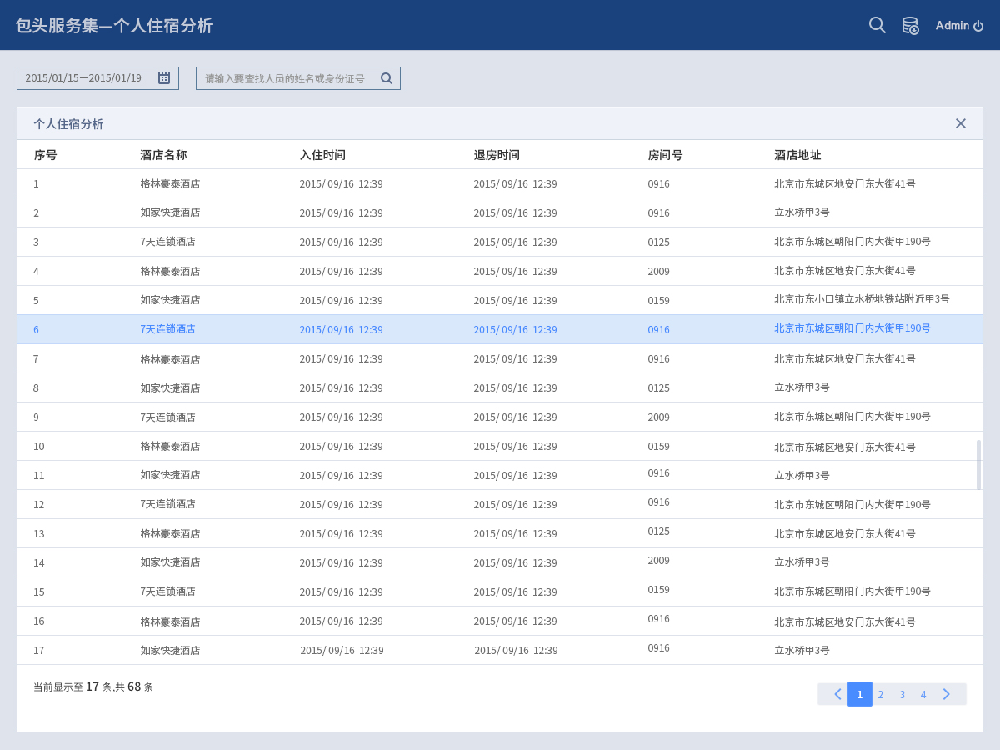 包头服务集—个人住宿分析 Admin
2015/01/15—2015/01/19 请输入要查找人员的姓名或身份证号
个人住宿分析
序号 酒店名称 入住时间 退房时间 房间号 酒店地址
1 格林豪泰酒店 2015/ 09/16 12:39 2015/ 09/16 12:39 0916 北京市东城区地安门东大街41号
2 如家快捷酒店 2015/ 09/16 12:39 2015/ 09/16 12:39 0916 立水桥甲3号
3 7天连锁酒店 2015/ 09/16 12:39 2015/ 09/16 12:39 0125 北京市东城区朝阳门内大街甲190号
4 格林豪泰酒店 2015/ 09/16 12:39 2015/ 09/16 12:39 2009 北京市东城区地安门东大街41号
5 如家快捷酒店 2015/ 09/16 12:39 2015/ 09/16 12:39 0159 北京市东小口镇立水桥地铁站附近甲3号
6 7天连锁酒店 2015/ 09/16 12:39 2015/ 09/16 12:39 0916 北京市东城区朝阳门内大街甲190号
7 格林豪泰酒店 2015/ 09/16 12:39 2015/ 09/16 12:39 0916 北京市东城区地安门东大街41号
8 如家快捷酒店 2015/ 09/16 12:39 2015/ 09/16 12:39 0125 立水桥甲3号
9 7天连锁酒店 2015/ 09/16 12:39 2015/ 09/16 12:39 2009 北京市东城区朝阳门内大街甲190号
10 格林豪泰酒店 2015/ 09/16 12:39 2015/ 09/16 12:39 0159 北京市东城区地安门东大街41号
11 如家快捷酒店 2015/ 09/16 12:39 2015/ 09/16 12:39 0916 立水桥甲3号
12 7天连锁酒店 2015/ 09/16 12:39 2015/ 09/16 12:39 0916 北京市东城区朝阳门内大街甲190号
13 格林豪泰酒店 2015/ 09/16 12:39 2015/ 09/16 12:39 0125 北京市东城区地安门东大街41号
14 如家快捷酒店 2015/ 09/16 12:39 2015/ 09/16 12:39 2009 立水桥甲3号
15 7天连锁酒店 2015/ 09/16 12:39 2015/ 09/16 12:39 0159 北京市东城区朝阳门内大街甲190号
16 格林豪泰酒店 2015/ 09/16 12:39 2015/ 09/16 12:39 0916 北京市东城区地安门东大街41号
17 如家快捷酒店 2015/ 09/16 12:39 2015/ 09/16 12:39 0916 立水桥甲3号
当前显示至 17 条,共 68 条
1 2 3 4